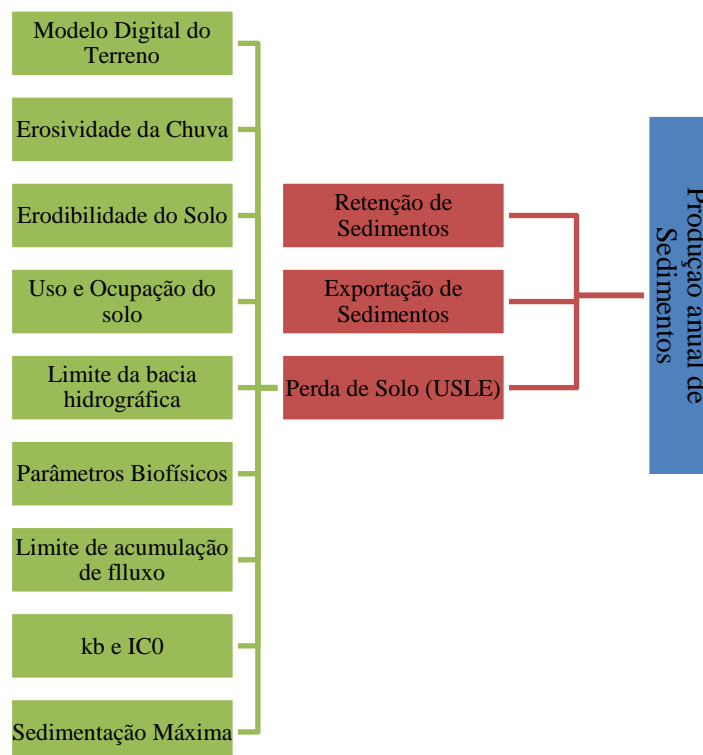 Modelo Digital do
Terreno
Erosividade da Chuva
Erodibilidade do Solo
Uso e Ocupação do
solo
Limite da bacia
hidrográfica
Parâmetros Biofísicos
Limite de acumulação
de flluxo
kb e IC0
Sedimentação Máxima
Retenção de
Sedimentos
Exportação de
Sedimentos
Perda de Solo (USLE)
Produção anual de
Sedimentos